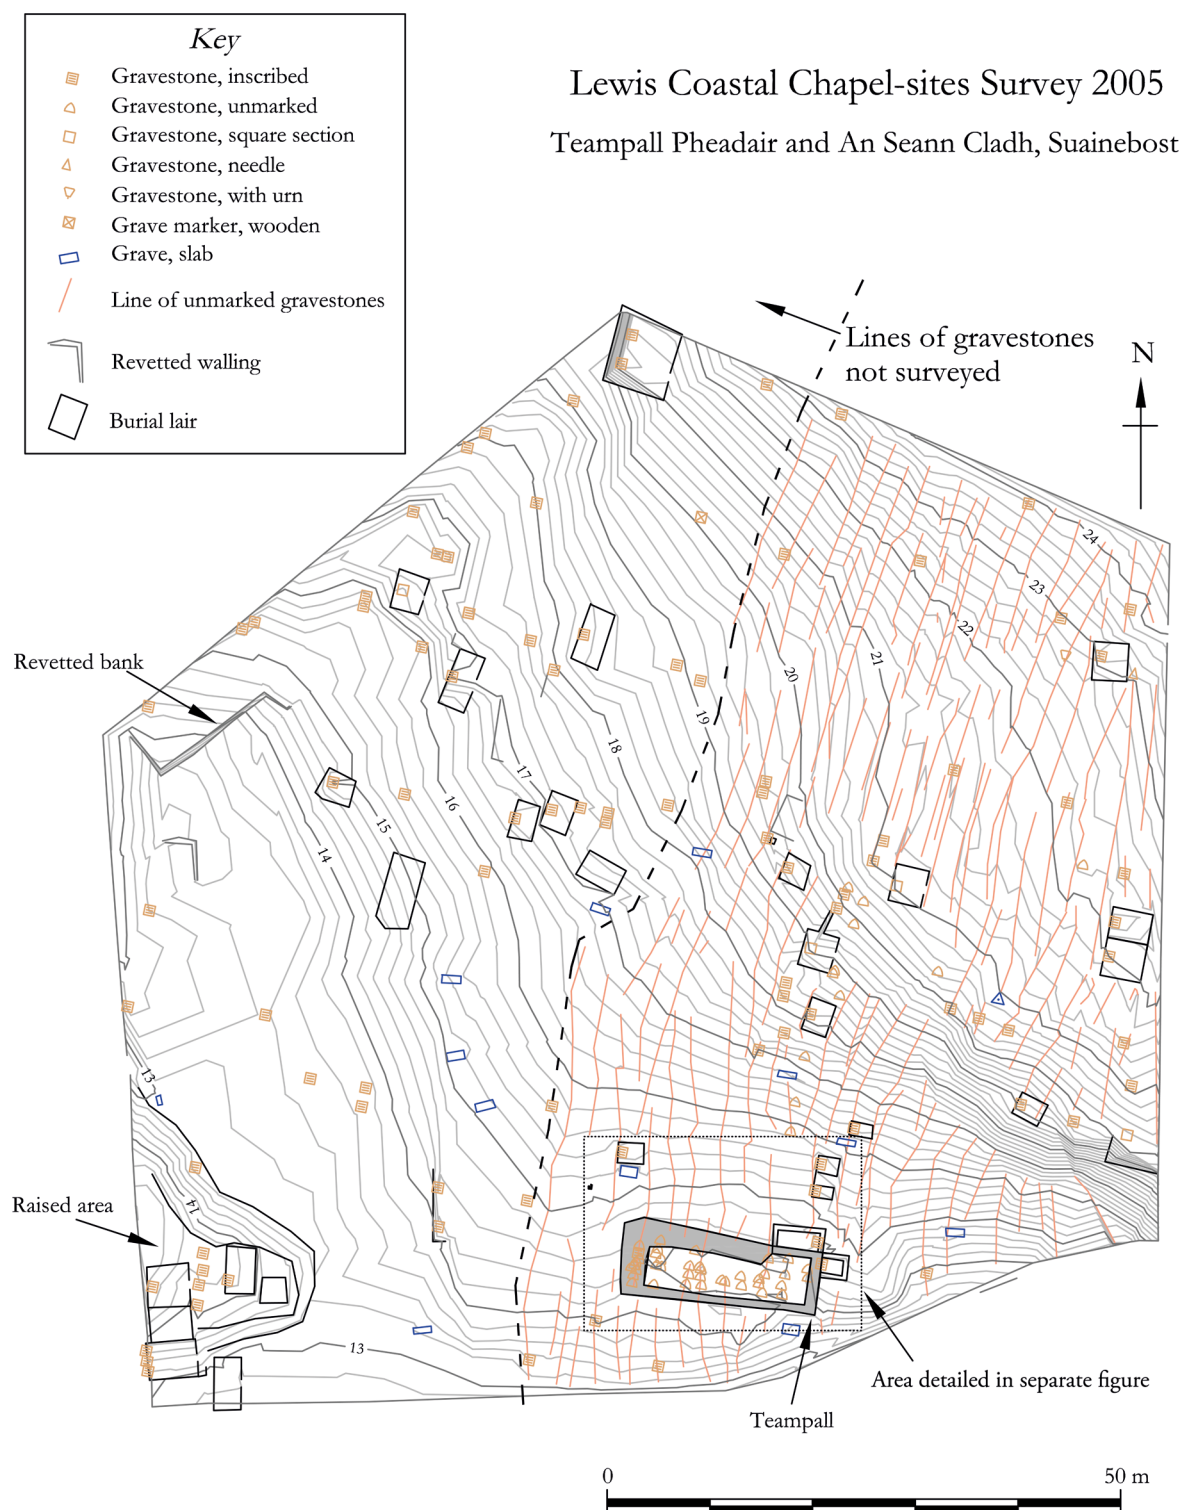 Key
Gravestone, inscribed
Gravestone, unmarked
Gravestone, square section
Gravestone, needle
Gravestone, with urn
Grave marker, wooden
Grave, slab
Line of unmarked gravestones
Revetted walling
Burial lair
Lewis Coastal Chapel-sites Survey 2005
Teampall Pheadair and An Seann Cladh, Suainebost
Lines of gravestones
not surveyed
N
24
23
22
21
20
19
18
17
16
15
14
Revetted bank
13
14
Raised area
13
Area detailed in separate figure
Teampall
0
50 m